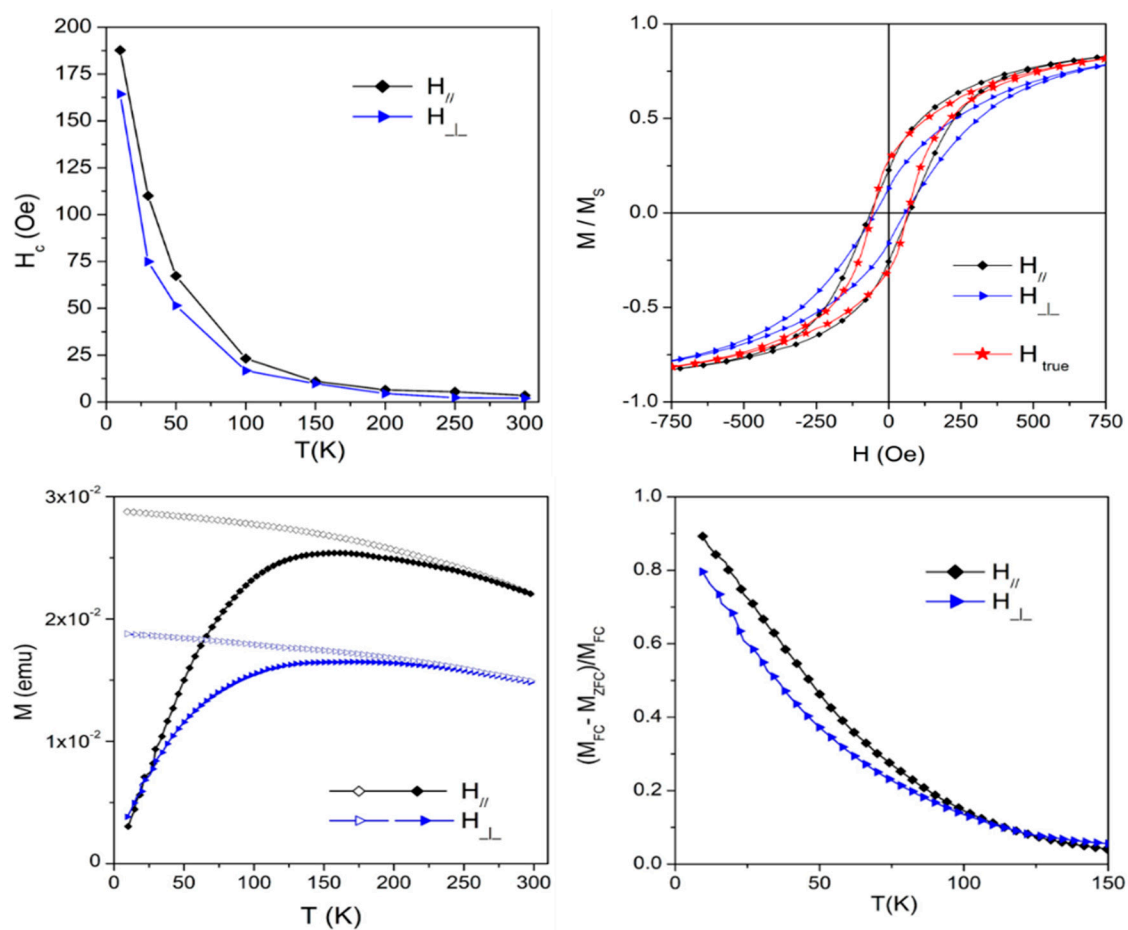 200
175
150
125
100
75
50
25
0
H_c (Oe)
0 50 100 150 200 250 300
T(K)
H_//
H_⊥
1.0
0.5
0.0
-0.5
-1.0
M / M_S
-750 -500 -250 0 250 500 750
H (Oe)
H_//
H_⊥
H_true
3x10^-2
2x10^-2
1x10^-2
0
M (emu)
0 50 100 150 200 250 300
T (K)
H_//
H_⊥
1.0
0.8
0.6
0.4
0.2
0.0
(M_FC- M_ZFC)/M_FC
0 50 100 150
T(K)
H_//
H_⊥